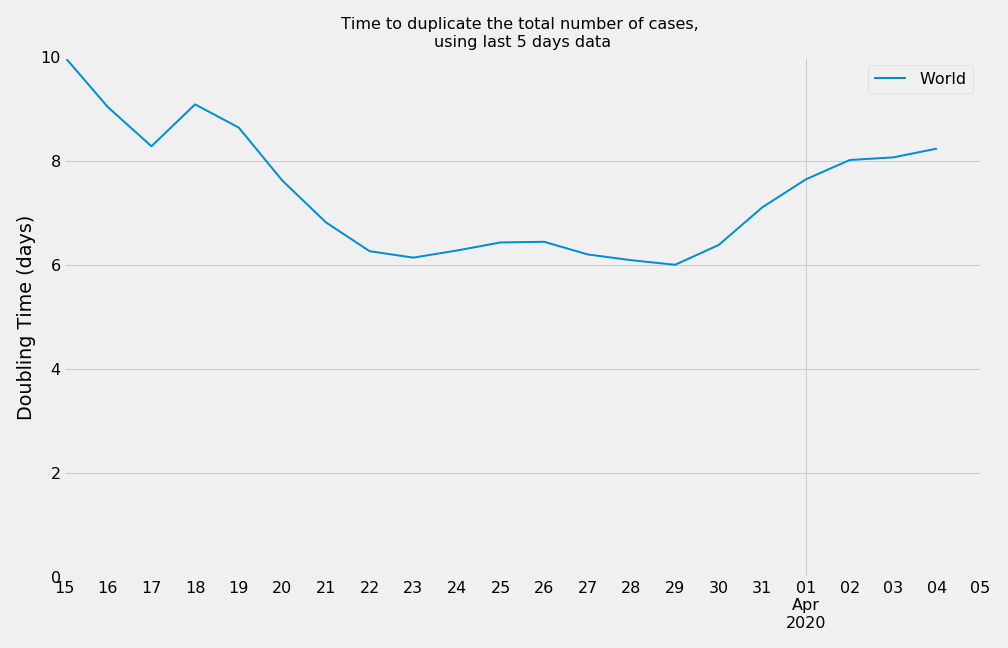 Time to duplicate the total number of cases,
using last 5 days data
World
Doubling Time (days)
10
8
6
4
2
0
15 16 17 18 19 20 21 22 23 24 25 26 27 28 29 30 31 01 02 03 04 05
Apr
2020